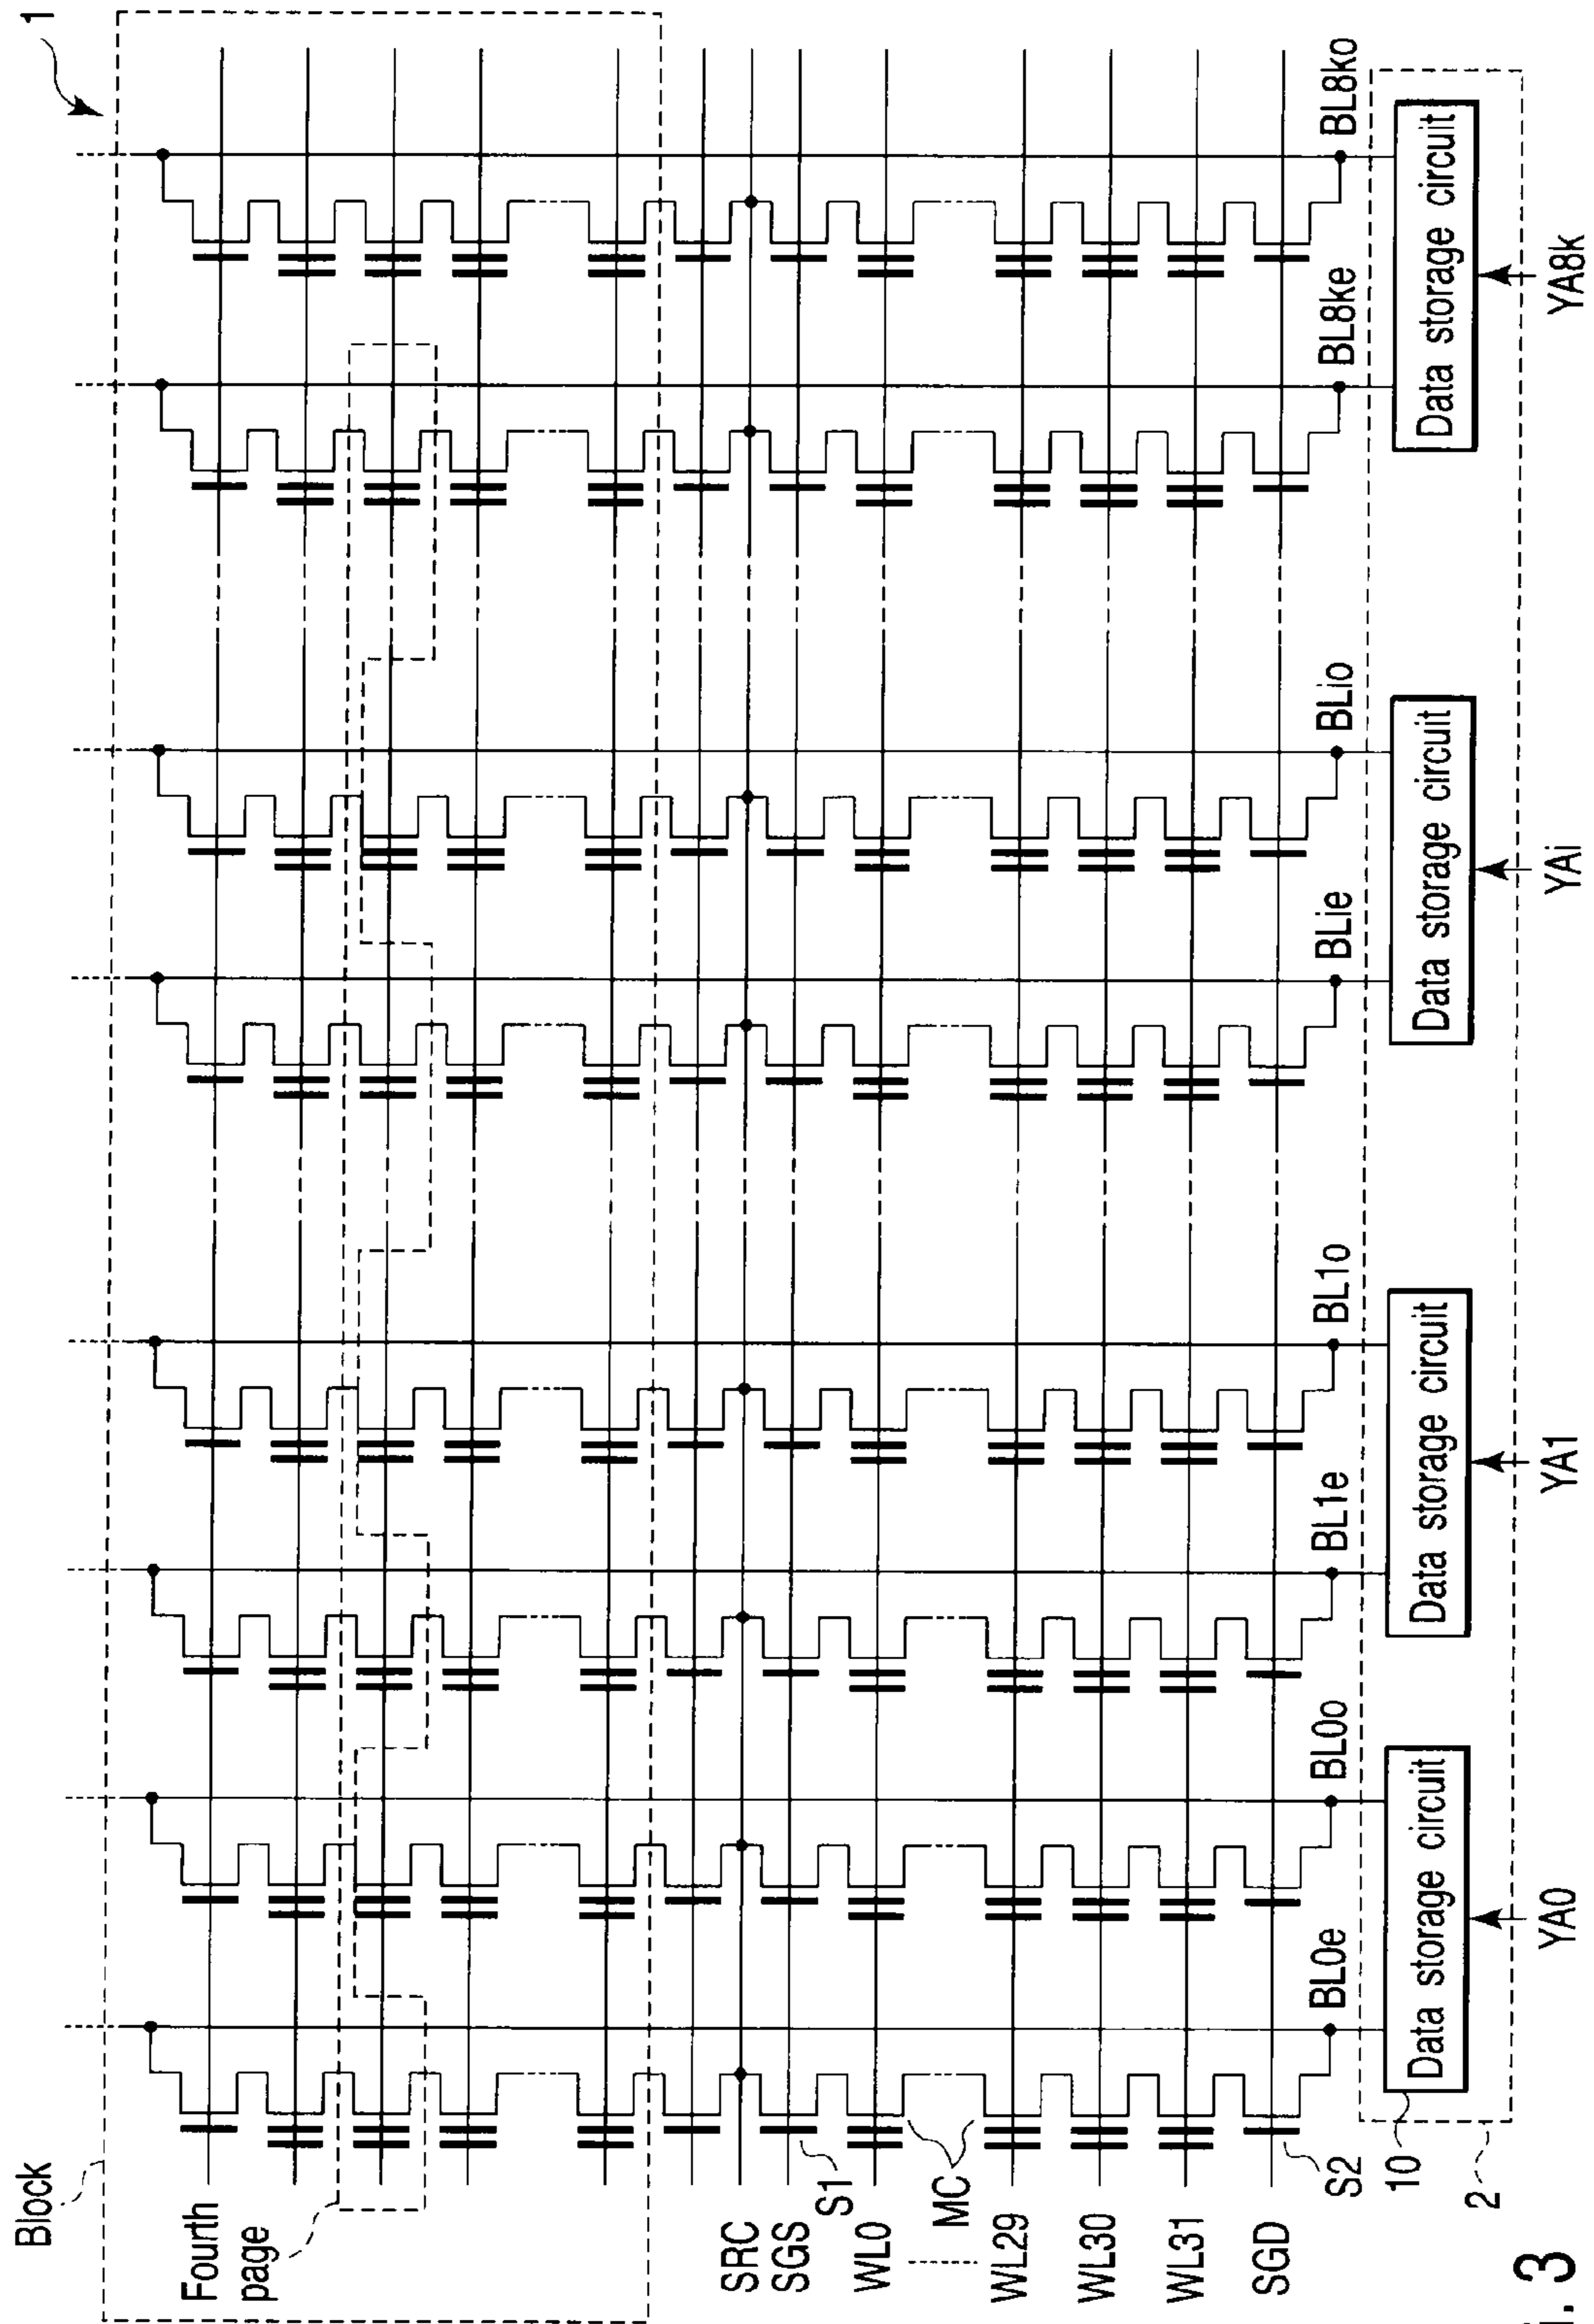 1
Block
Fourth
page
SRC
SGS
S1
WL0
MC
WL29
WL30
WL31
SGD
S2
BL0e
BL0o
BL1e
BL1o
BLie
BLio
BL8ke
BL8ko
Data storage circuit
Data storage circuit
Data storage circuit
Data storage circuit
10
2
YA0
YA1
YAi
YA8k
3